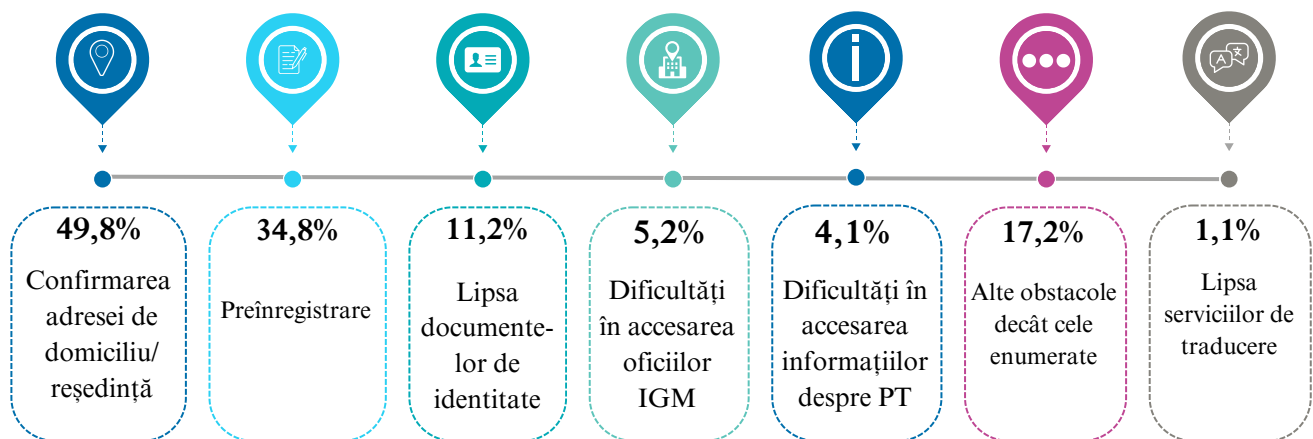 49,8%
Confirmarea
adresei de
domiciliu/
reședință
34,8%
Preînregistrare
11,2%
Lipsa
documente-
lor de
identitate
5,2%
Dificultăți
în accesarea
oficiilor
IGM
4,1%
Dificultăți în
accesarea
informațiilor
despre PT
17,2%
Alte obstacole
decât cele
enumerate
1,1%
Lipsa
serviciilor de
traducere